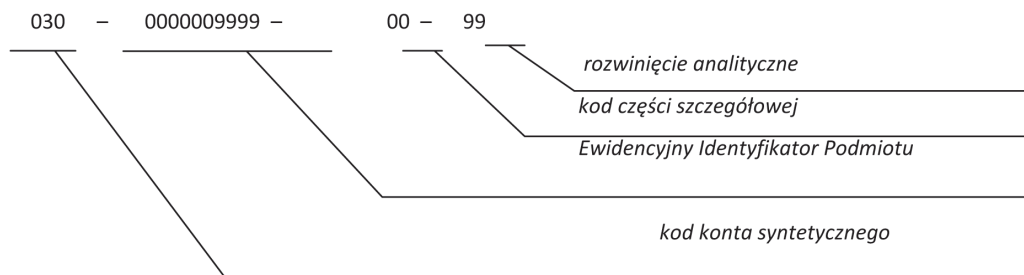 030 – 0000009999 – 00 – 99
rozwinięcie analityczne
kod części szczegółowej
Ewidencyjny Identyfikator Podmiotu
kod konta syntetycznego